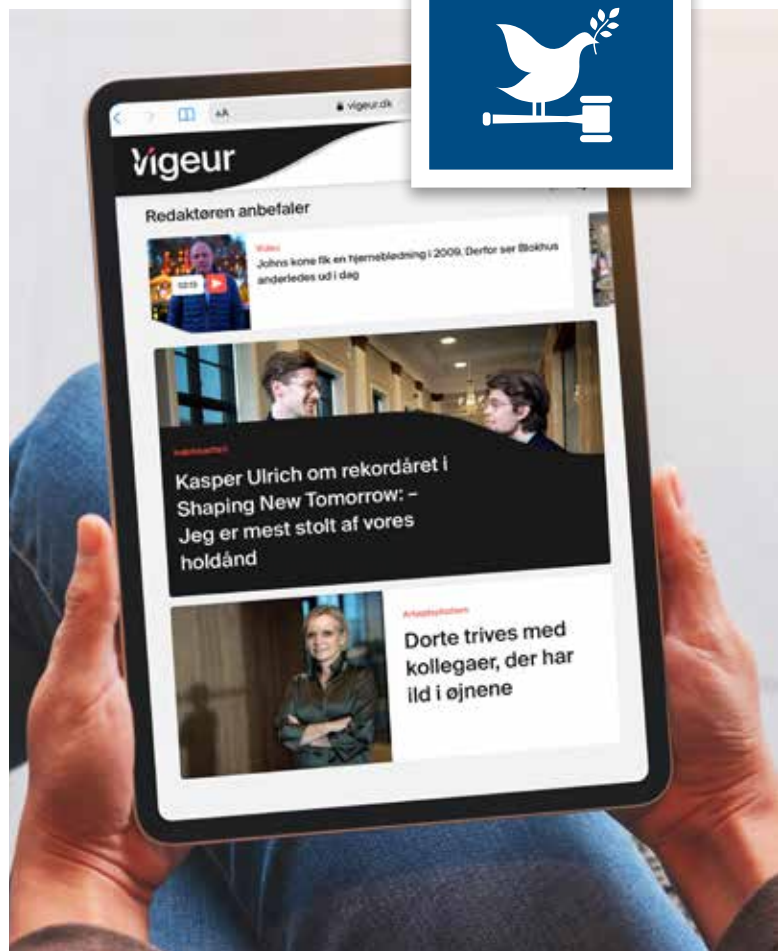 AA
vigeur.dk
Vigeur
Redaktøren anbefaler
Video
Johns kone fik en hjerneblødning i 2009. Derfor ser Blokhus
anderledes ud i dag
Kasper Ulrich om rekordåret i
Shaping New Tomorrow: –
Jeg er mest stolt af vores
holdånd
Dorte trives med
kollegaer, der har
ild i øjnene